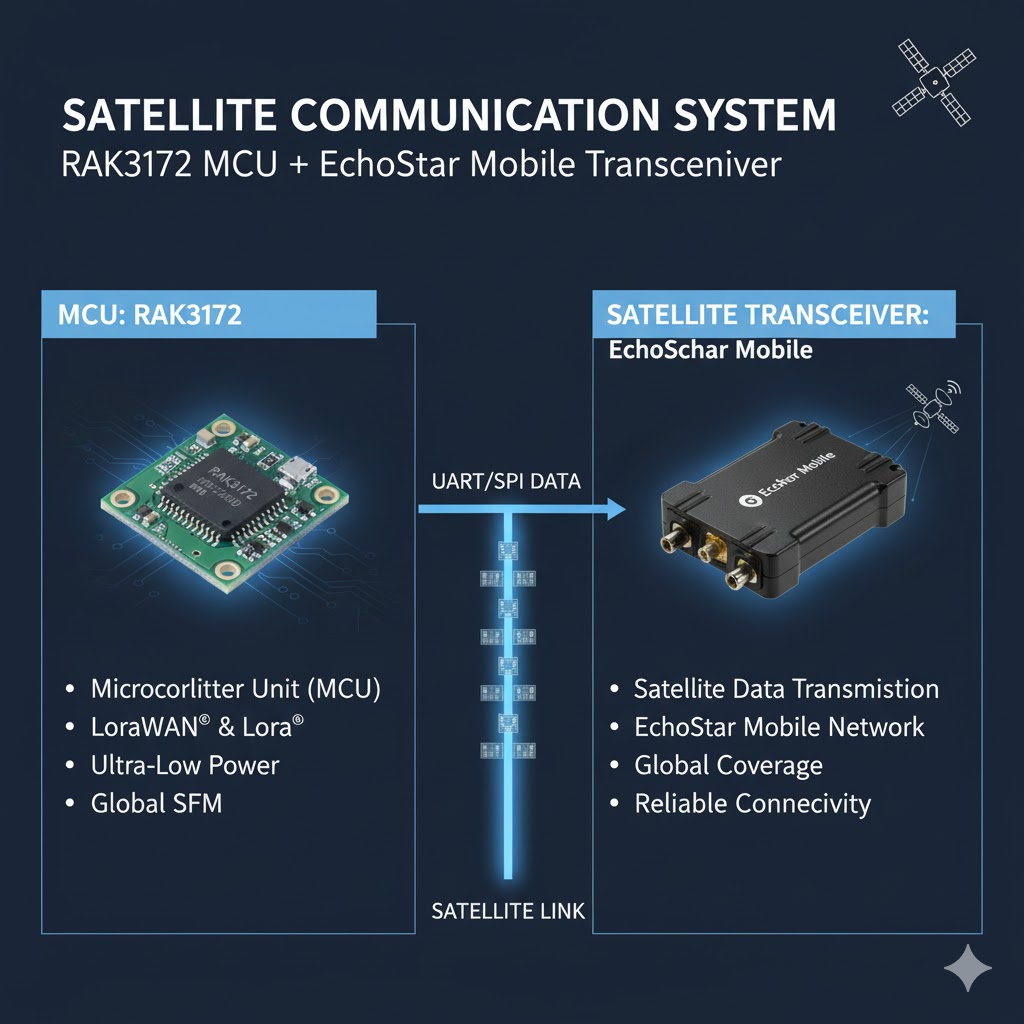 SATELLITE COMMUNICATION SYSTEM
RAK3172 MCU + EchoStar Mobile Transceniver
MCU: RAK3172
RAK3172
• Microcorlitter Unit (MCU)
• LoraWAN® & Lora®
• Ultra-Low Power
• Global SFM
UART/SPI DATA
SATELLITE LINK
SATELLITE TRANSCEIVER:
EchoSchar Mobile
• Satellite Data Transmistion
• EchoStar Mobile Network
• Global Coverage
• Reliable Connecivity